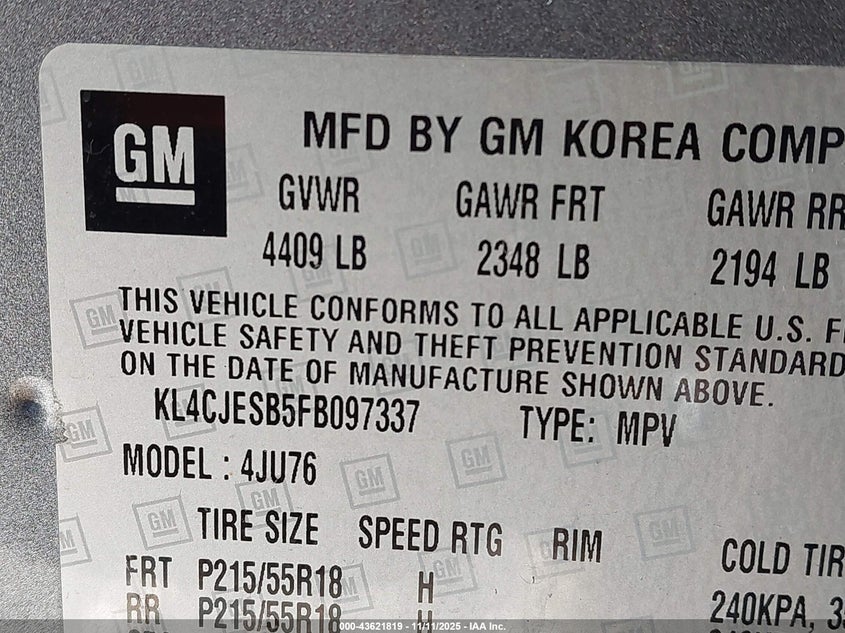 GM
MFD BY GM KOREA COMP
GVWR GAWR FRT GAWR RR
4409 LB 2348 LB 2194 LB
THIS VEHICLE CONFORMS TO ALL APPLICABLE U.S. F
VEHICLE SAFETY AND THEFT PREVENTION STANDARD
ON THE DATE OF MANUFACTURE SHOWN ABOVE.
KL4CJESB5FB097337 TYPE: MPV
MODEL : 4JU76
TIRE SIZE SPEED RTG RIM COLD TIR
FRT P215/55R18 H 240KPA, 3
RR P215/55R18 H
000-43621819 - 11/11/2025 - IAA Inc.